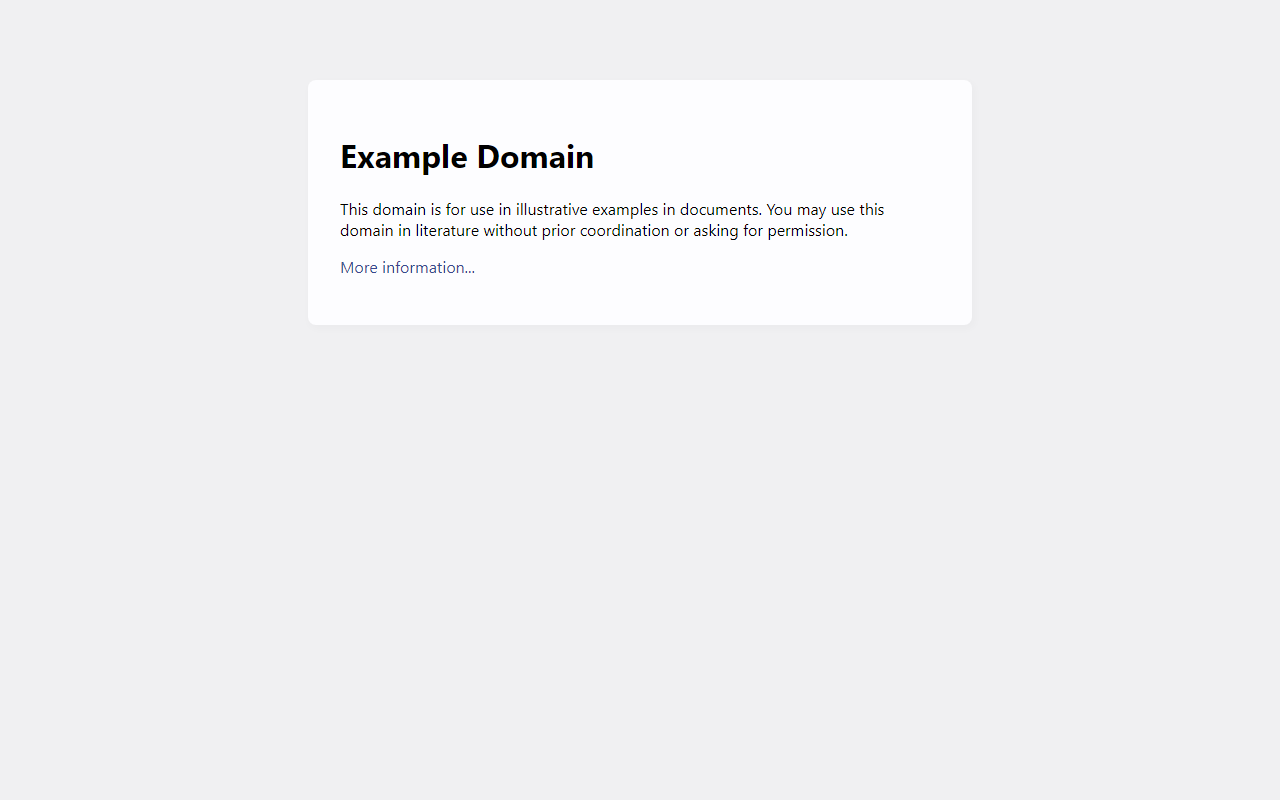 Example Domain
This domain is for use in illustrative examples in documents. You may use this
domain in literature without prior coordination or asking for permission.
More information...